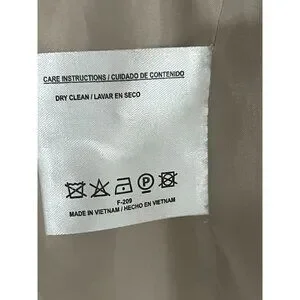 CARE INSTRUCTIONS / CUIDADO DE CONTENIDO
DRY CLEAN / LAVAR EN SECO
P
F-209
MADE IN VIETNAM / HECHO EN VIETNAM